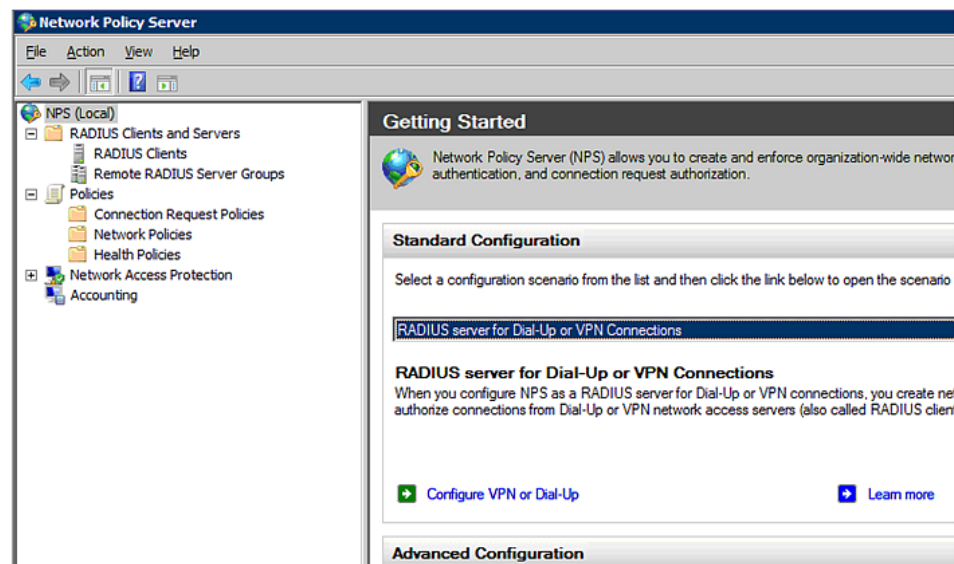 Network Policy Server
File Action View Help
NPS (Local)
RADIUS Clients and Servers
RADIUS Clients
Remote RADIUS Server Groups
Policies
Connection Request Policies
Network Policies
Health Policies
Network Access Protection
Accounting
Getting Started
Network Policy Server (NPS) allows you to create and enforce organization-wide networ
authentication, and connection request authorization.
Standard Configuration
Select a configuration scenario from the list and then click the link below to open the scenario
RADIUS server for Dial-Up or VPN Connections
RADIUS server for Dial-Up or VPN Connections
When you configure NPS as a RADIUS server for Dial-Up or VPN connections, you create net
authorize connections from Dial-Up or VPN network access servers (also called RADIUS client
Configure VPN or Dial-Up
Learn more
Advanced Configuration